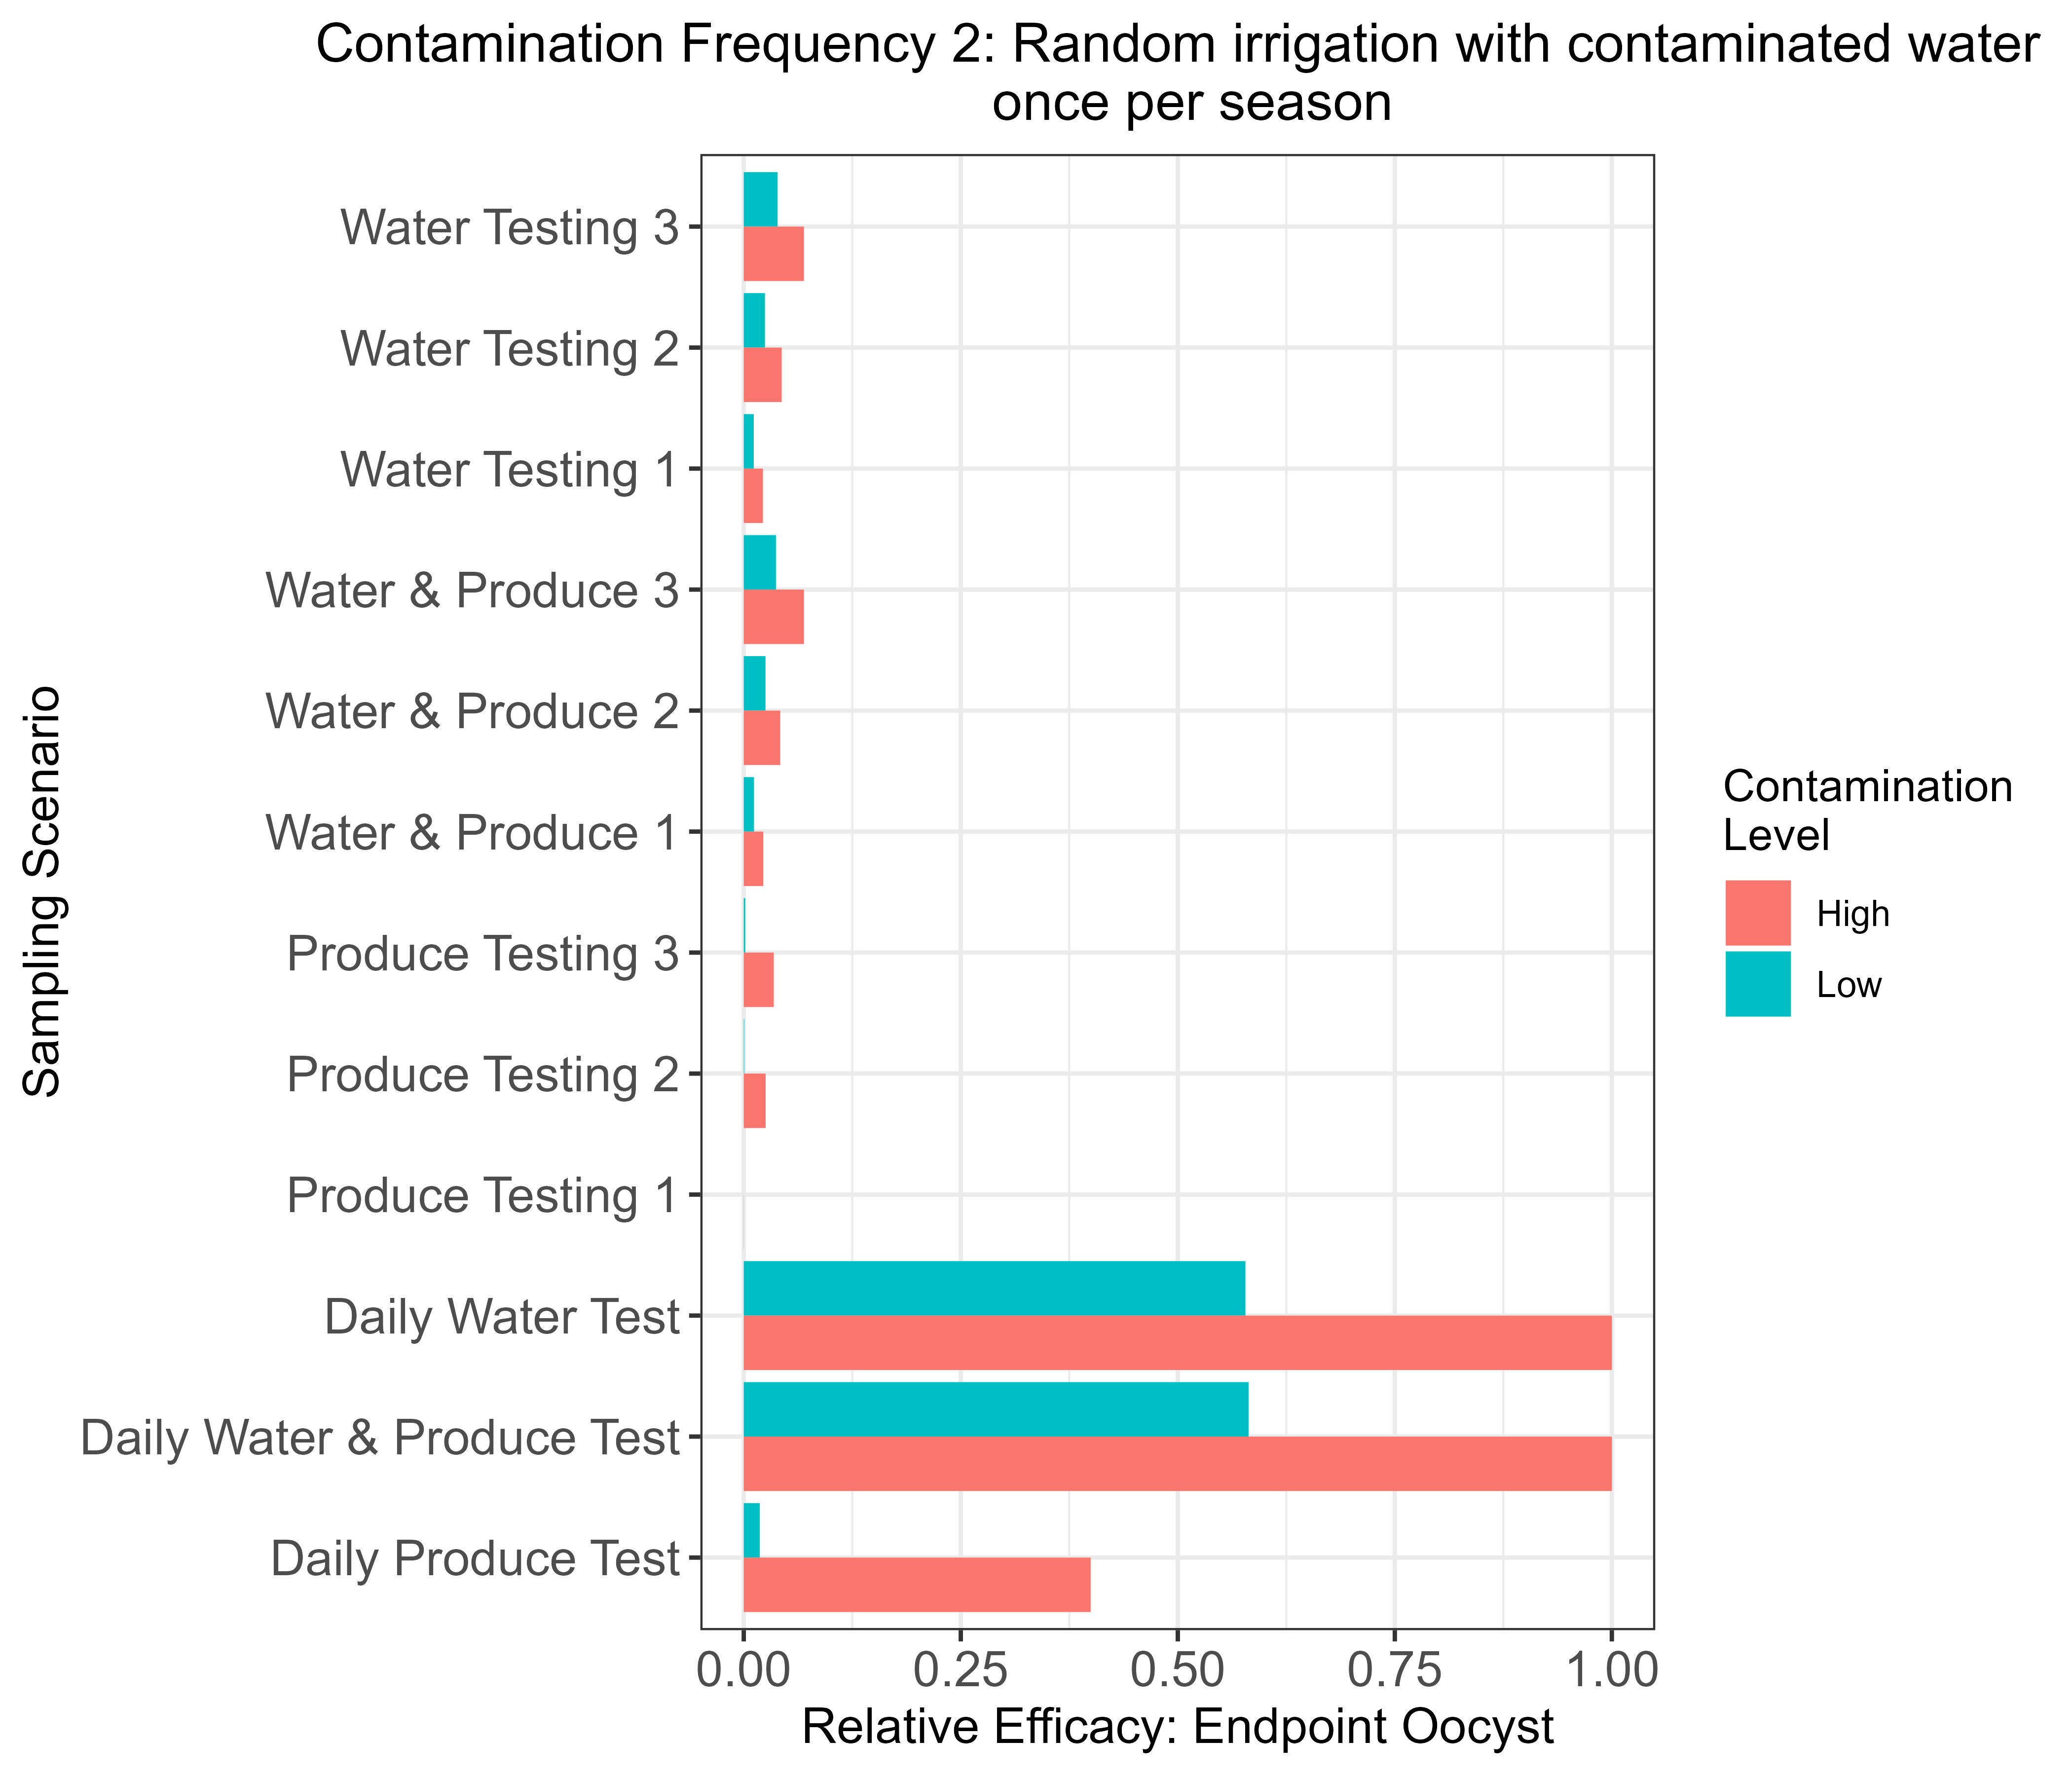 Contamination Frequency 2: Random irrigation with contaminated water
once per season
Sampling Scenario
Water Testing 3
Water Testing 2
Water Testing 1
Water & Produce 3
Water & Produce 2
Water & Produce 1
Produce Testing 3
Produce Testing 2
Produce Testing 1
Daily Water Test
Daily Water & Produce Test
Daily Produce Test
0.00 0.25 0.50 0.75 1.00
Relative Efficacy: Endpoint Oocyst
Contamination
Level
High
Low